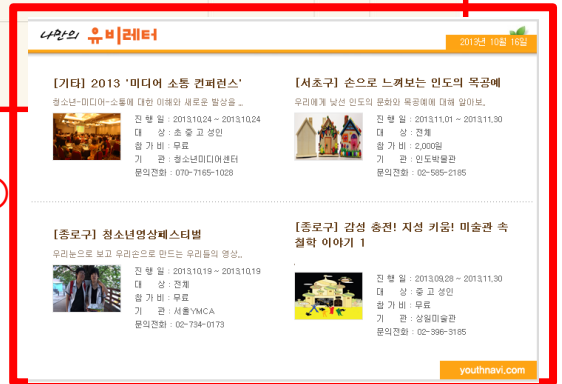 나만의 유비레터
2013년 10월 16일
[기타] 2013 '미디어 소통 컨퍼런스'
청소년-미디어-소통에 대한 이해와 새로운 발상을 ..
진 행 일 : 2013.10.24 ~ 2013.10.24
대 상 : 초 중 고 성인
참 가 비 : 무료
기 관 : 청소년미디어센터
문의전화 : 070-7165-1028
[서초구] 손으로 느껴보는 인도의 목공예
우리에게 낯선 인도의 문화와 목공예에 대해 알아보..
진 행 일 : 2013.11.01 ~ 2013.11.30
대 상 : 전체
참 가 비 : 2,000원
기 관 : 인도박물관
문의전화 : 02-585-2185
[종로구] 청소년영상페스티벌
우리눈으로 보고 우리손으로 만드는 우리들의 영상..
진 행 일 : 2013.10.19 ~ 2013.10.19
대 상 : 전체
참 가 비 : 무료
기 관 : 서울YMCA
문의전화 : 02-734-0173
[종로구] 감성 충전! 지성 키움! 미술관 속
철학 이야기 1
.
진 행 일 : 2013.09.28 ~ 2013.11.30
대 상 : 중 고 성인
참 가 비 : 무료
기 관 : 상일미술관
문의전화 : 02-396-3185
youthnavi.com